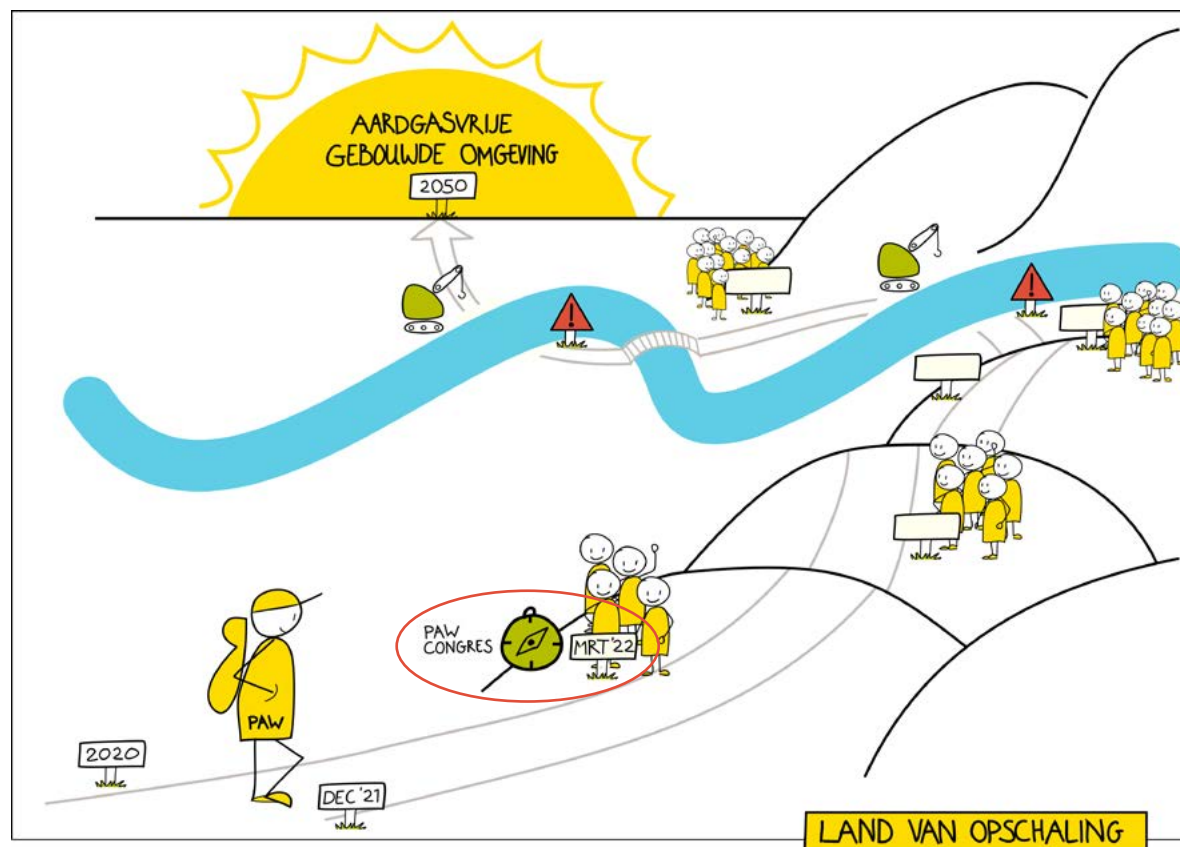 AARDGASVRIJE
GEBOUWDE OMGEVING
2050
!
!
PAW
CONGRES
MRT'22
PAW
2020
DEC '21
LAND VAN OPSCHALING